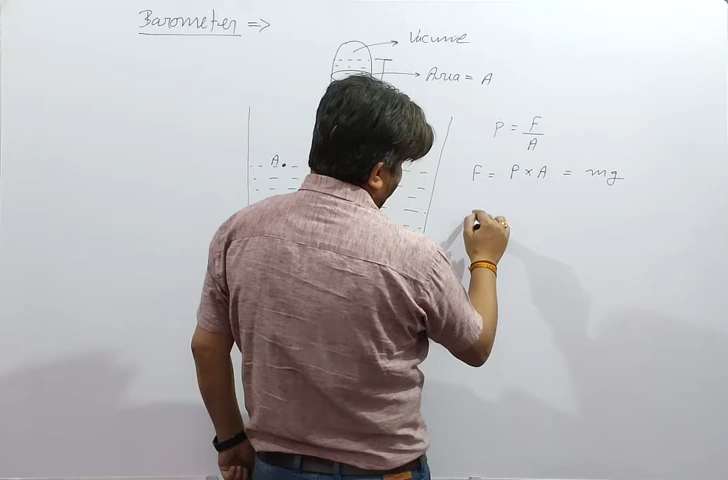 Barometer =>
Vacume
Area = A
P = F/A
A
F = P × A = mg